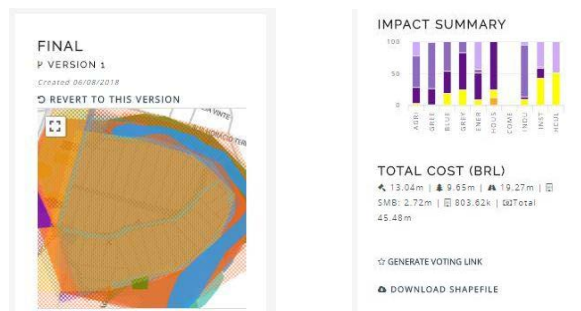 FINAL
VERSION 1
Created 06/08/2018
REVERT TO THIS VERSION
IMPACT SUMMARY
100
50
0
AGRI
GREE
BLUE
GREY
ENER
HOUS
COME
INDU
INST
HCUL
TOTAL COST (BRL)
13.04m | 9.65m | 19.27m |
SMB: 2.72m | 803.62k | Total
45.48m
GENERATE VOTING LINK
DOWNLOAD SHAPEFILE